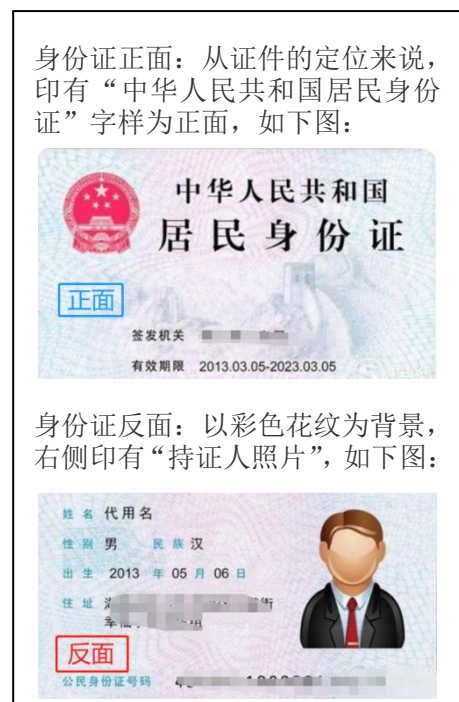 身份证正面：从证件的定位来说，
印有“中华人民共和国居民身份
证”字样为正面，如下图：
中华人民共和国
居民身份证
正面
签发机关
有效期限 2013.03.05-2023.03.05
身份证反面：以彩色花纹为背景，
右侧印有“持证人照片”，如下图：
姓名 代用名
性别 男 民族 汉
出生 2013 年 05 月 06 日
住址
反面
公民身份证号码